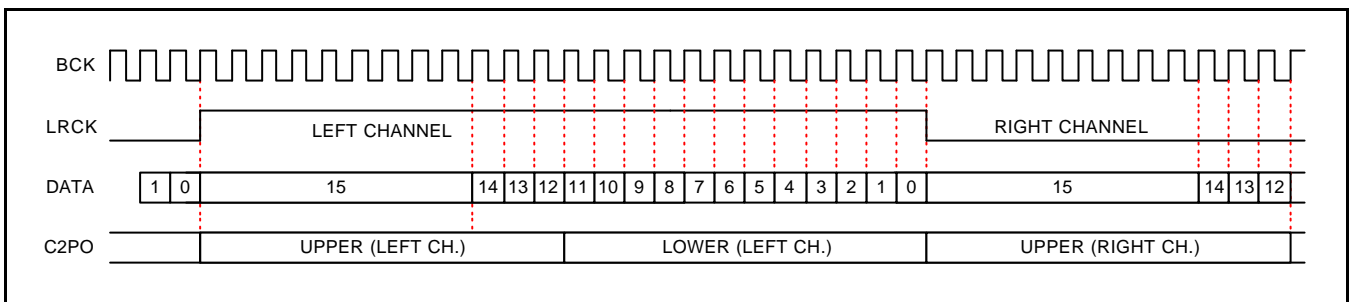 BCK
LRCK LEFT CHANNEL RIGHT CHANNEL
DATA 1 0 15 14 13 12 11 10 9 8 7 6 5 4 3 2 1 0 15 14 13 12
C2PO UPPER (LEFT CH.) LOWER (LEFT CH.) UPPER (RIGHT CH.)